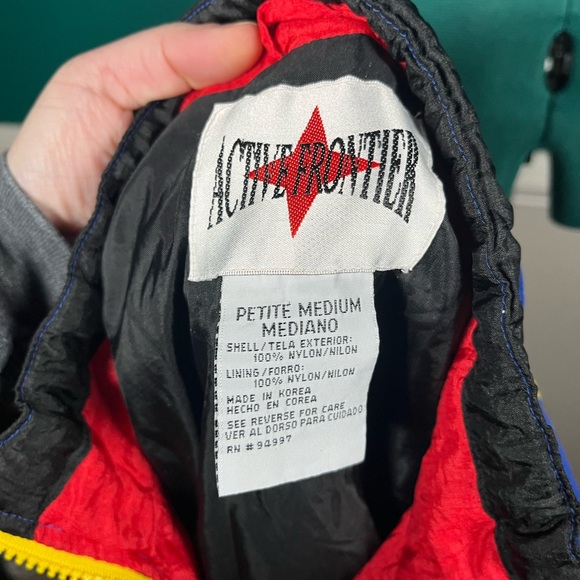 ACTIVE FRONTIER
PETITE MEDIUM
MEDIANO
SHELL/TELA EXTERIOR:
100% NYLON/NILON
LINING/FORRO:
100% NYLON/NILON
MADE IN KOREA
HECHO EN COREA
SEE REVERSE FOR CARE
VER AL DORSO PARA CUIDADO
RN # 94997